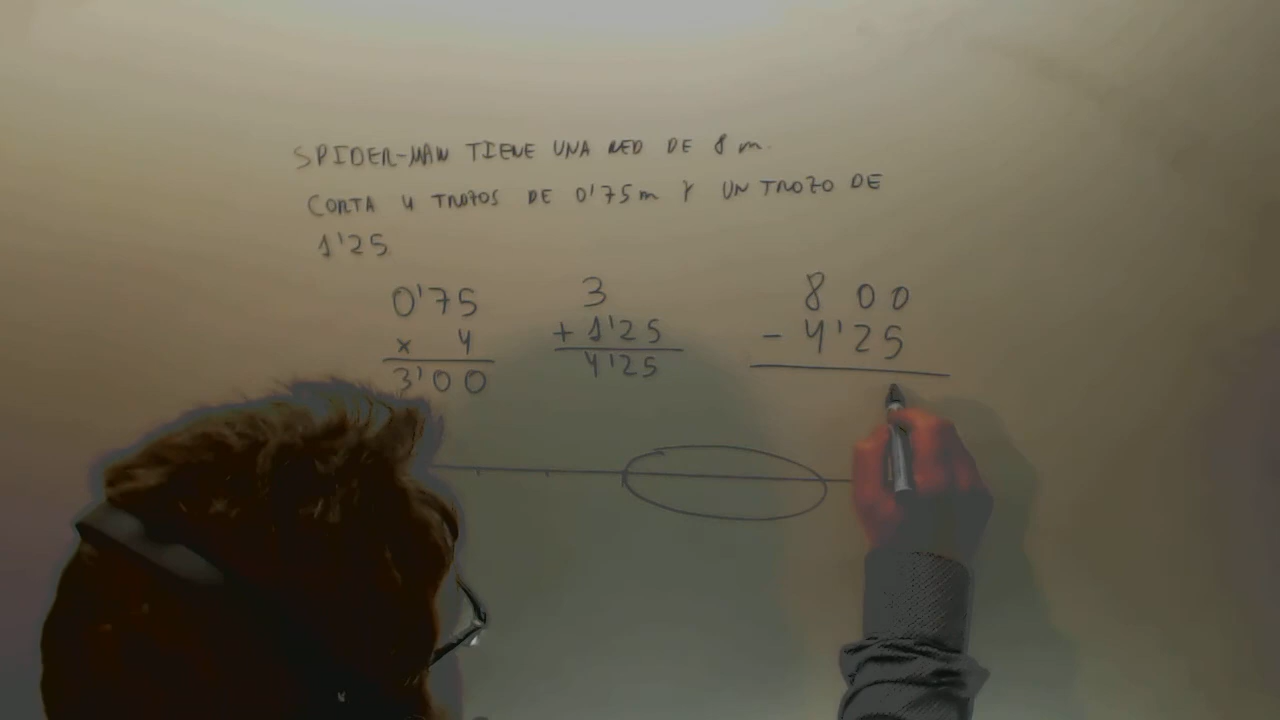 SPIDER-MAN TIENE UNA RED DE 8 m.
CORTA 4 TROZOS DE 0'75 m Y UN TROZO DE
1'25
0'75
x 4
3'00
3
+ 1'25
4'25
8 00
- 4'25